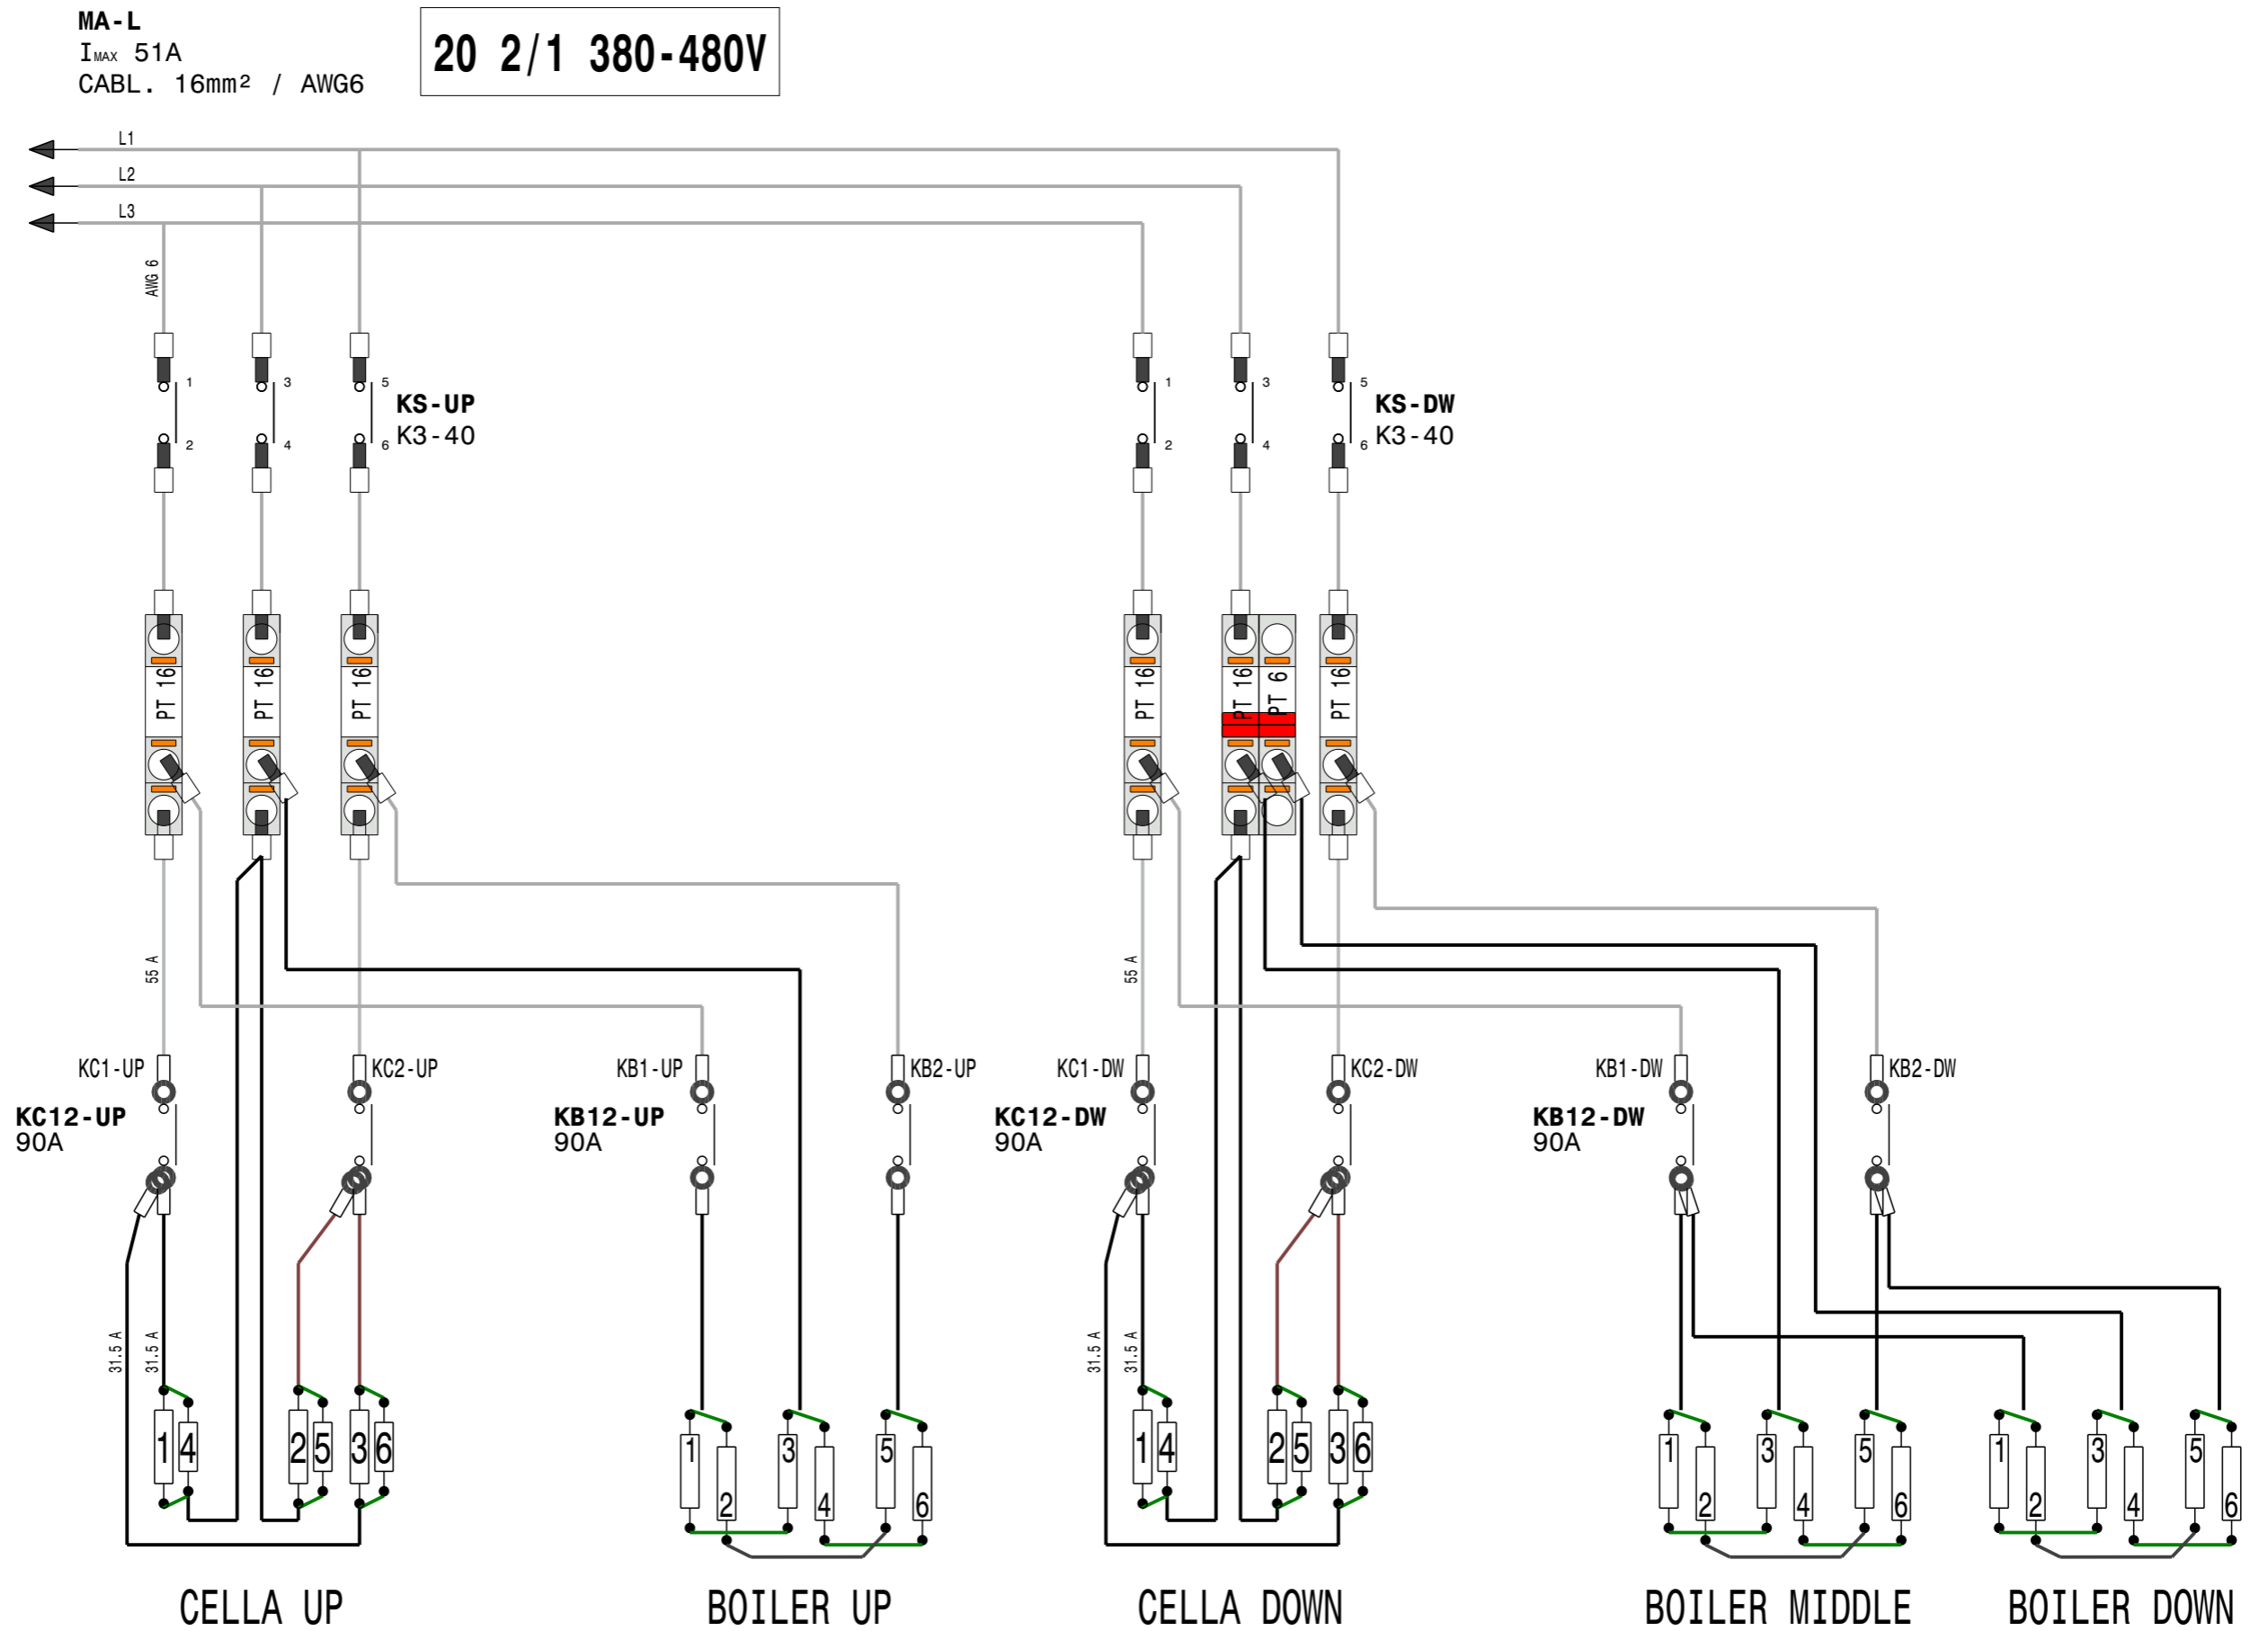 MA-L
IMAX 51A
CABL. 16mm² / AWG6
20 2/1 380-480V
L1
L2
L3
AWG 6
1 3 5
KS-UP
K3-40
2 4 6
1 3 5
KS-DW
K3-40
2 4 6
PT 16 PT 16 PT 16
PT 16 PT 6 PT 16
55 A
55 A
KC1-UP KC2-UP KB1-UP KB2-UP
KC12-UP
90A
KB12-UP
90A
KC1-DW KC2-DW KB1-DW KB2-DW
KC12-DW
90A
KB12-DW
90A
31.5 A 31.5 A
31.5 A 31.5 A
1 4 2 5 3 6
1 2 3 4 5 6
1 4 2 5 3 6
1 2 3 4 5 6
1 2 3 4 5 6
CELLA UP
BOILER UP
CELLA DOWN
BOILER MIDDLE
BOILER DOWN